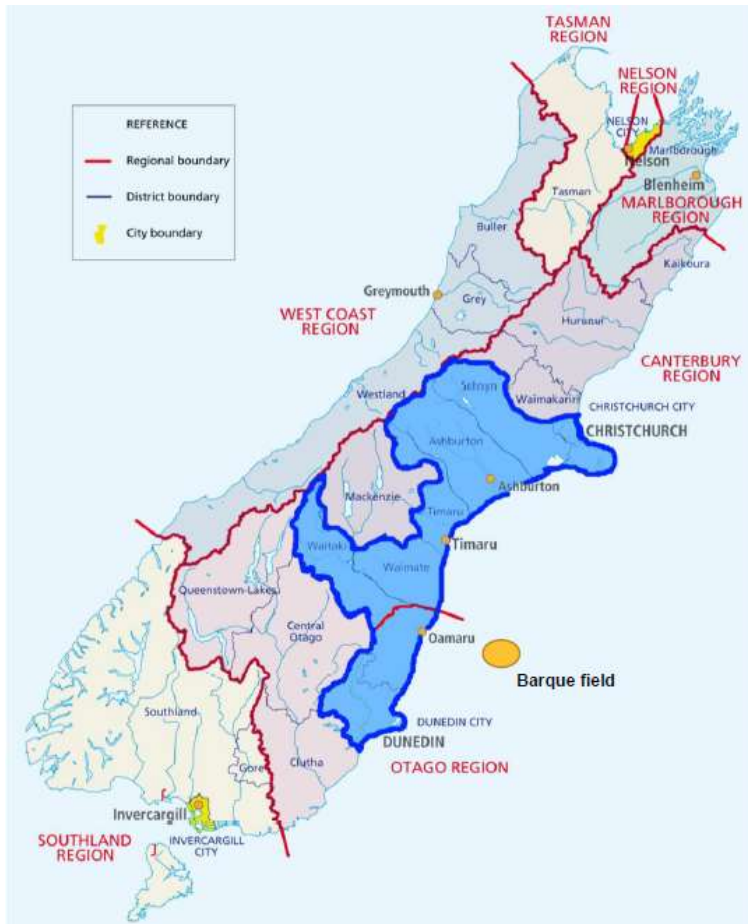 TASMAN
REGION
NELSON
REGION
REFERENCE
Regional boundary
District boundary
City boundary
NELSON
CITY
Nelson
Marlborough
Blenheim
MARLBOROUGH
REGION
Tasman
Buller
Kaikoura
Greymouth
Grey
WEST COAST
REGION
Hurunui
CANTERBURY
REGION
Westland
Selwyn
Waimakariri
CHRISTCHURCH CITY
CHRISTCHURCH
Ashburton
Ashburton
Mackenzie
Timaru
Timaru
Waitaki
Waimate
Queenstown-Lakes
Central
Otago
Oamaru
Barque field
Southland
DUNEDIN CITY
DUNEDIN
OTAGO REGION
Gore
Clutha
Invercargill
INVERCARGILL
CITY
SOUTHLAND
REGION